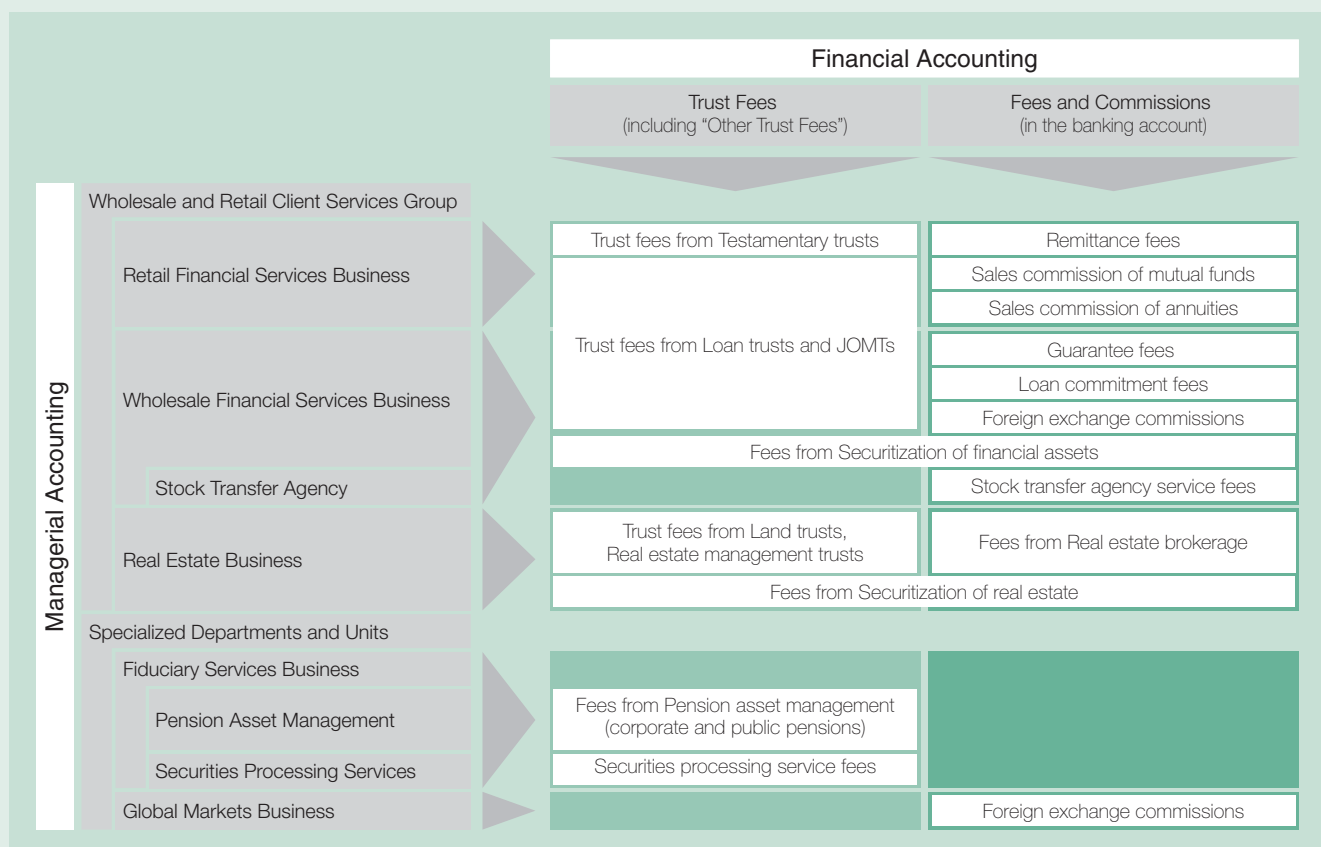 Financial Accounting
Trust Fees
(including “Other Trust Fees”)
Fees and Commissions
(in the banking account)
Managerial Accounting
Wholesale and Retail Client Services Group
Retail Financial Services Business
Trust fees from Testamentary trusts
Remittance fees
Sales commission of mutual funds
Sales commission of annuities
Trust fees from Loan trusts and JOMTs
Wholesale Financial Services Business
Guarantee fees
Loan commitment fees
Foreign exchange commissions
Fees from Securitization of financial assets
Stock Transfer Agency
Stock transfer agency service fees
Real Estate Business
Trust fees from Land trusts,
Real estate management trusts
Fees from Real estate brokerage
Fees from Securitization of real estate
Specialized Departments and Units
Fiduciary Services Business
Pension Asset Management
Fees from Pension asset management
(corporate and public pensions)
Securities Processing Services
Securities processing service fees
Global Markets Business
Foreign exchange commissions